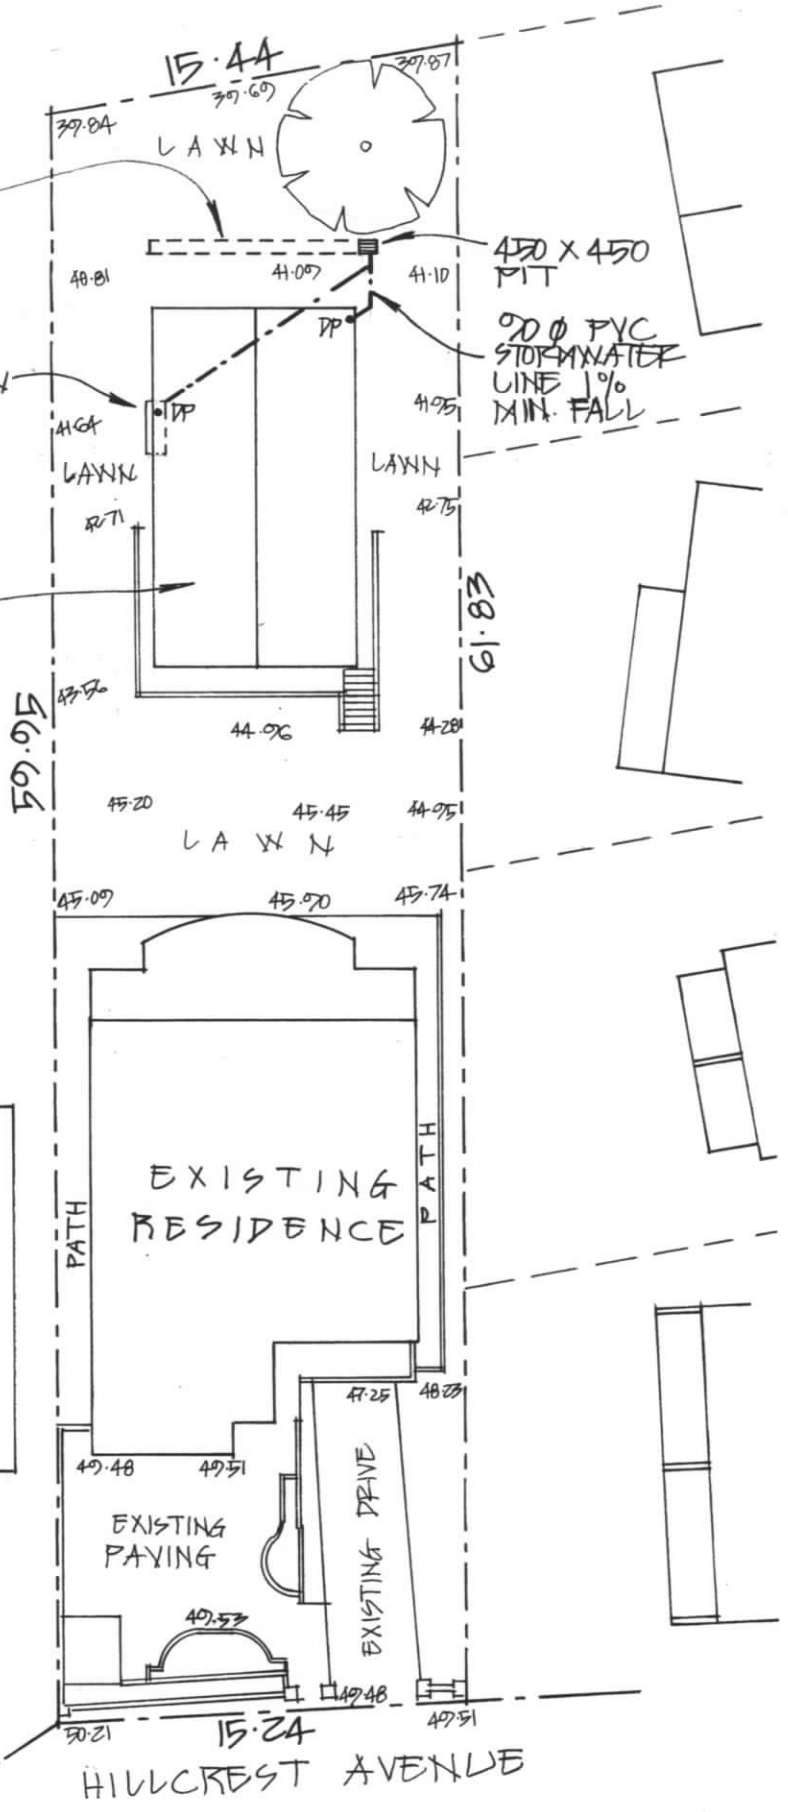 15.44
39.87
39.69
39.84
LAWN
450 X 450
PIT
40.81
41.09
41.10
90 Ø PVC
STORMWATER
LINE 1%
MIN. FALL
DP
DP
41.95
41.64
LAWN
LAWN
42.75
42.71
61.83
43.56
59.95
44.96
44.28
45.20
45.45
44.95
LAWN
45.09
45.90
45.74
PATH
EXISTING
RESIDENCE
PATH
47.25
48.23
49.48
49.51
EXISTING
PAVING
EXISTING DRIVE
49.53
49.48
49.51
50.21
15.24
HILLCREST AVENUE